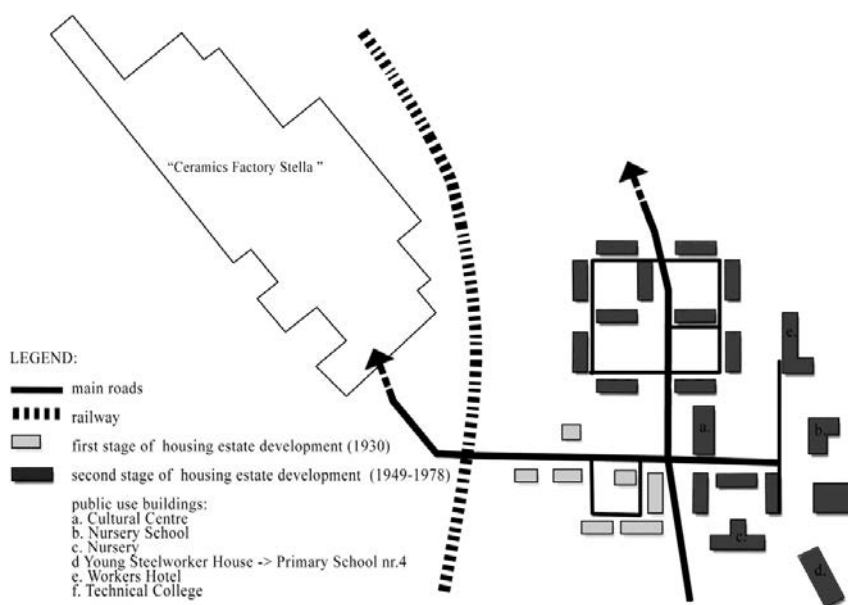 "Ceramics Factory Stella "
LEGEND:
main roads
railway
first stage of housing estate development (1930)
second stage of housing estate development (1949-1978)
public use buildings:
a. Cultural Centre
b. Nursery School
c. Nursery
d Young Steelworker House -> Primary School nr.4
e. Workers Hotel
f. Technical College
e.
a.
b.
c.
d.